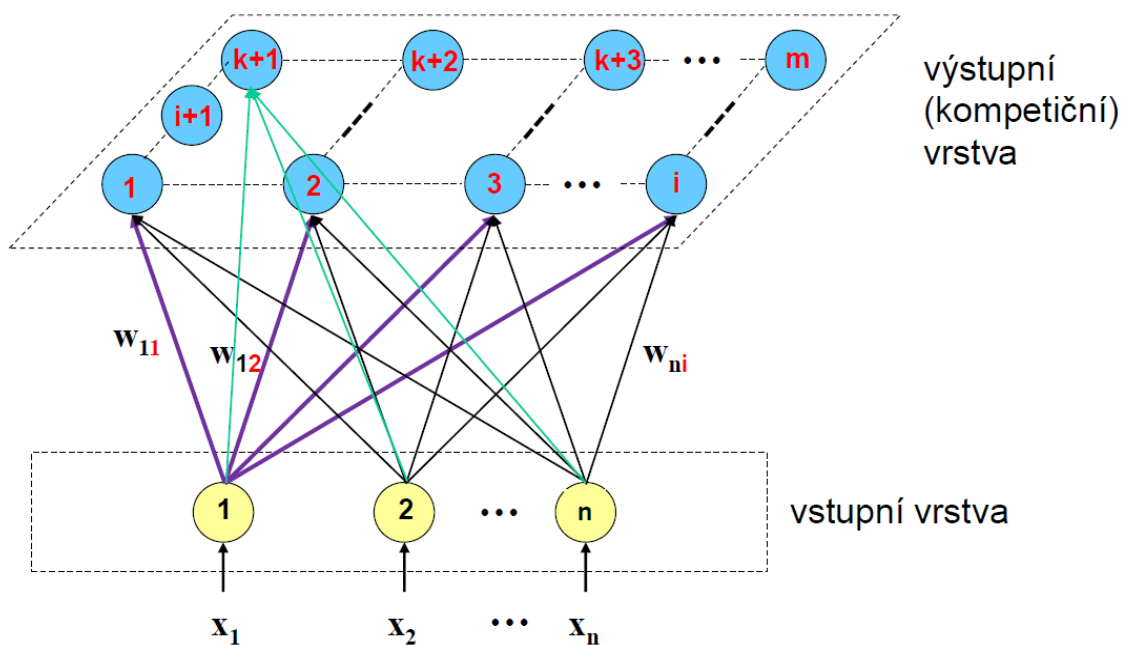 k+1 k+2 k+3 ... m
i+1
1 2 3 ... i
výstupní
(kompetiční)
vrstva
w11 w12 wni
1 2 ... n
vstupní vrstva
x1 x2 ... xn